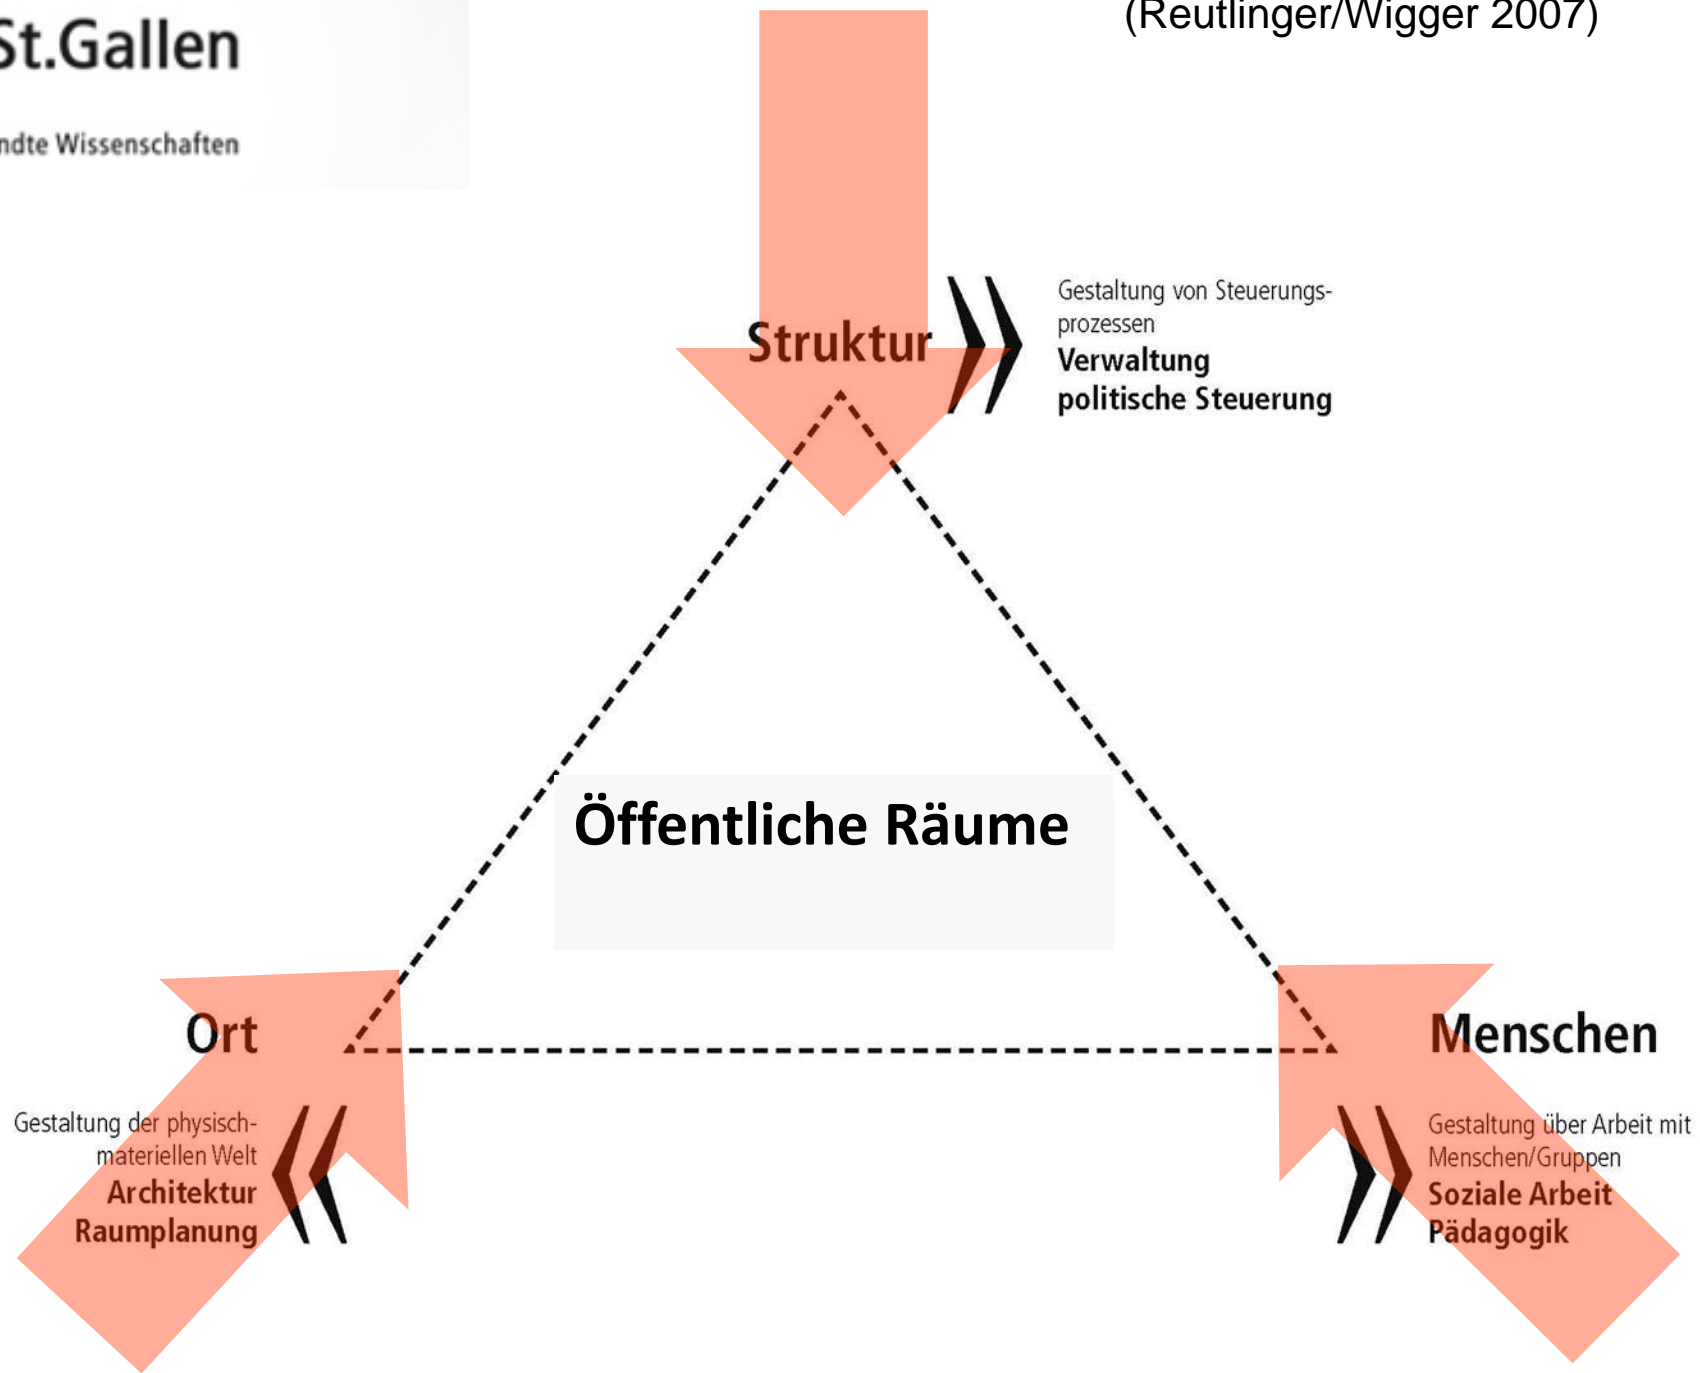 St.Gallen
Wissenschaften
(Reutlinger/Wigger 2007)
Struktur
Gestaltung von Steuerungs-
prozessen
Verwaltung
politische Steuerung
Öffentliche Räume
Ort
Gestaltung der physisch-
materiellen Welt
Architektur
Raumplanung
Menschen
Gestaltung über Arbeit mit
Menschen/Gruppen
Soziale Arbeit
Pädagogik